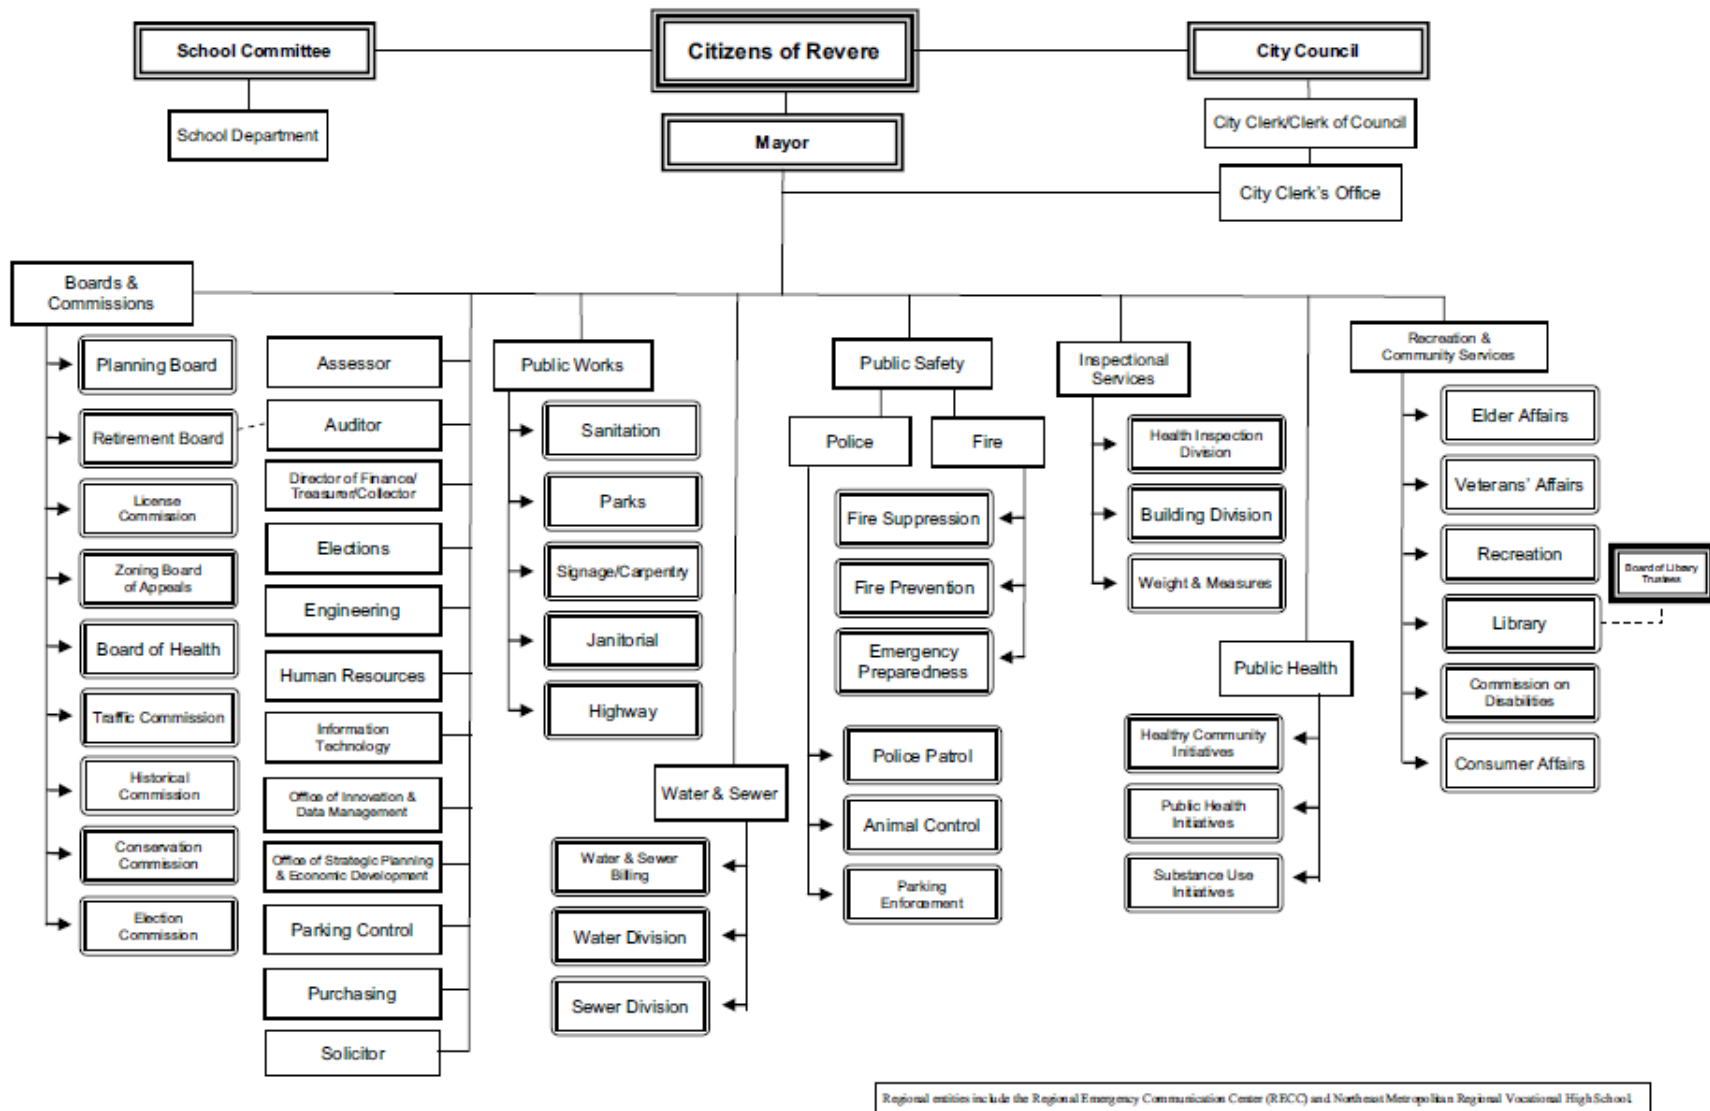 School Committee
Citizens of Revere
City Council
School Department
Mayor
City Clerk/Clerk of Council
City Clerk's Office
Boards &
Commissions
Planning Board
Retirement Board
License
Commission
Zoning Board
of Appeals
Board of Health
Traffic Commission
Historical
Commission
Conservation
Commission
Election
Commission
Assessor
Auditor
Director of Finance/
Treasurer/Collector
Elections
Engineering
Human Resources
Information
Technology
Office of Innovation &
Data Management
Office of Strategic Planning
& Economic Development
Parking Control
Purchasing
Solicitor
Public Works
Sanitation
Parks
Signage/Carpentry
Janitorial
Highway
Water & Sewer
Water & Sewer
Billing
Water Division
Sewer Division
Public Safety
Police
Fire
Fire Suppression
Fire Prevention
Emergency
Preparedness
Police Patrol
Animal Control
Parking
Enforcement
Inspectional
Services
Health Inspection
Division
Building Division
Weight & Measures
Public Health
Healthy Community
Initiatives
Public Health
Initiatives
Substance Use
Initiatives
Recreation &
Community Services
Elder Affairs
Veterans' Affairs
Recreation
Library
Commission on
Disabilities
Consumer Affairs
Board of Library
Trustees
Regional entities include the Regional Emergency Communication Center (RECC) and Northeast Metropolitan Regional Vocational High School.